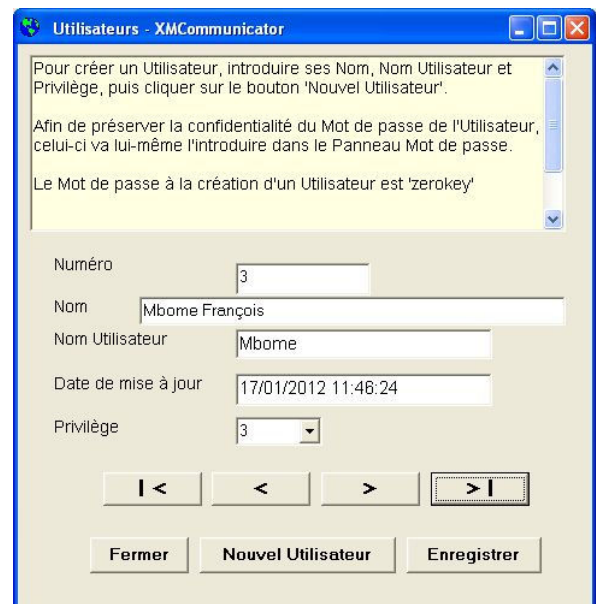 Utilisateurs - XMCommunicator
Pour créer un Utilisateur, introduire ses Nom, Nom Utilisateur et
Privilège, puis cliquer sur le bouton 'Nouvel Utilisateur'.
Afin de préserver la confidentialité du Mot de passe de l'Utilisateur,
celui-ci va lui-même l'introduire dans le Panneau Mot de passe.
Le Mot de passe à la création d'un Utilisateur est 'zerokey'
Numéro 3
Nom Mbome François
Nom Utilisateur Mbome
Date de mise à jour 17/01/2012 11:46:24
Privilège 3
|< < > >|
Fermer Nouvel Utilisateur Enregistrer